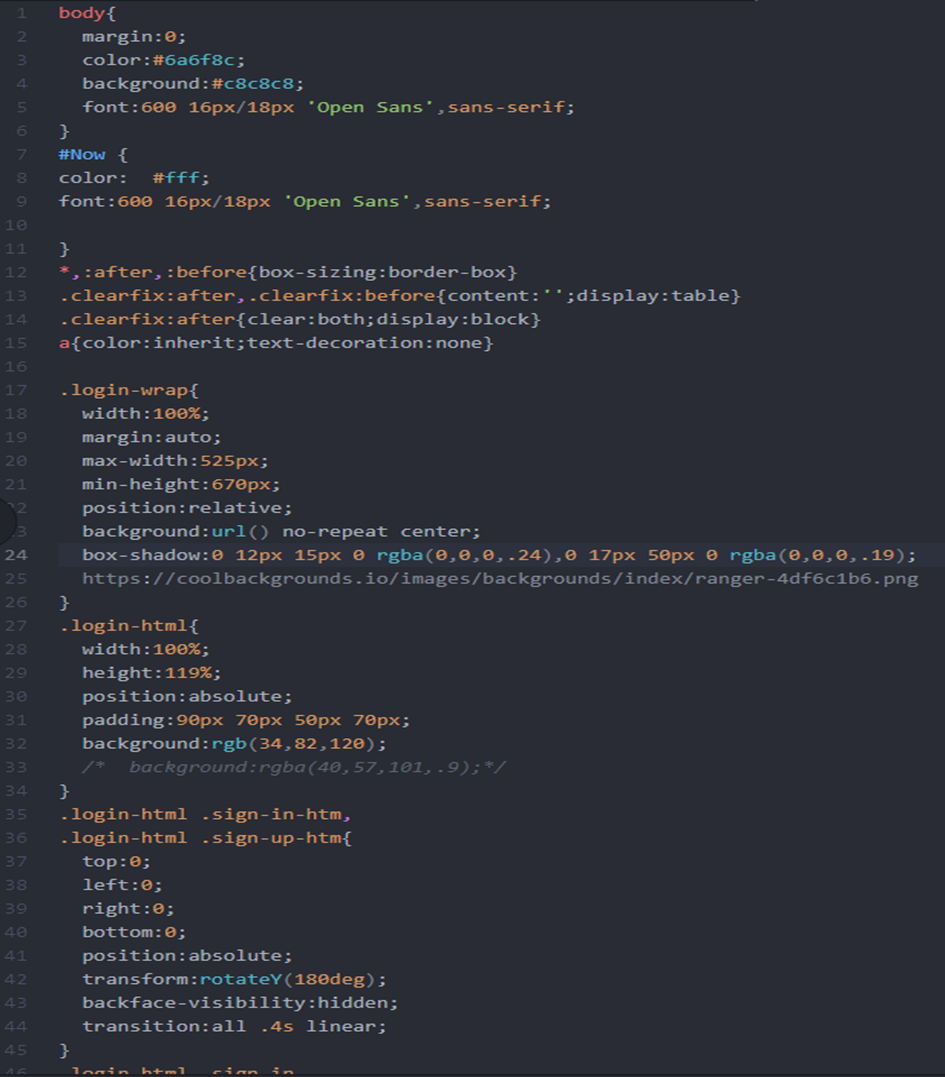 1 body{
2 margin:0;
3 color:#6a6f8c;
4 background:#c8c8c8;
5 font:600 16px/18px 'Open Sans',sans-serif;
6 }
7 #Now {
8 color:  #fff;
9 font:600 16px/18px 'Open Sans',sans-serif;
10
11 }
12 *,:after,:before{box-sizing:border-box}
13 .clearfix:after,.clearfix:before{content:'';display:table}
14 .clearfix:after{clear:both;display:block}
15 a{color:inherit;text-decoration:none}
16
17 .login-wrap{
18 width:100%;
19 margin:auto;
20 max-width:525px;
21 min-height:670px;
22 position:relative;
23 background:url() no-repeat center;
24 box-shadow:0 12px 15px 0 rgba(0,0,0,.24),0 17px 50px 0 rgba(0,0,0,.19);
25 https://coolbackgrounds.io/images/backgrounds/index/ranger-4df6c1b6.png
26 }
27 .login-html{
28 width:100%;
29 height:119%;
30 position:absolute;
31 padding:90px 70px 50px 70px;
32 background:rgb(34,82,120);
33 /*  background:rgba(40,57,101,.9);*/
34 }
35 .login-html .sign-in-htm,
36 .login-html .sign-up-htm{
37 top:0;
38 left:0;
39 right:0;
40 bottom:0;
41 position:absolute;
42 transform:rotateY(180deg);
43 backface-visibility:hidden;
44 transition:all .4s linear;
45 }